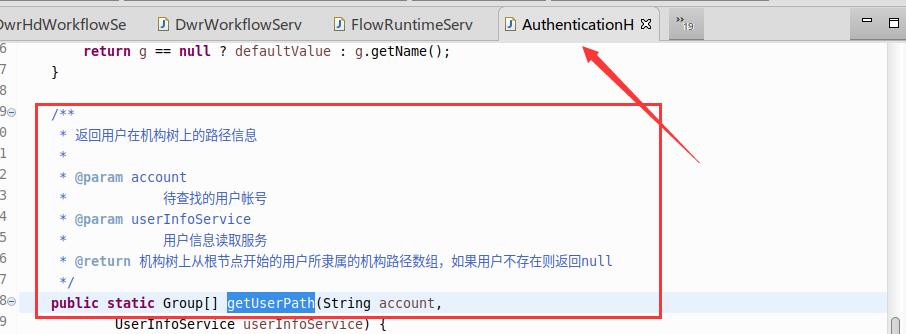 DwrHdWorkflowSe DwrWorkflowServ FlowRuntimeServ AuthenticationH »19
6 return g == null ? defaultValue : g.getName();
7 }
8
9 /**
0 * 返回用户在机构树上的路径信息
1 *
2 * @param account
3 * 待查找的用户帐号
4 * @param userInfoService
5 * 用户信息读取服务
6 * @return 机构树上从根节点开始的用户所隶属的机构路径数组，如果用户不存在则返回null
7 */
8 public static Group[] getUserPath(String account,
9 UserInfoService userInfoService) {